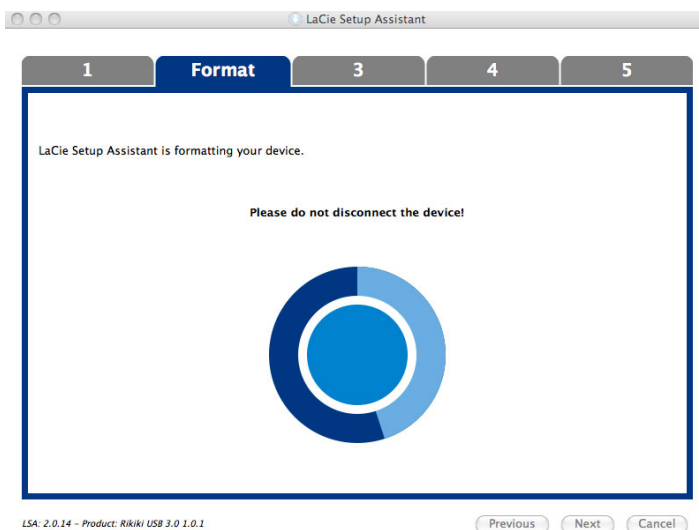 LaCie Setup Assistant
1 Format 3 4 5
LaCie Setup Assistant is formatting your device.
Please do not disconnect the device!
LSA: 2.0.14 – Product: Rikiki USB 3.0 1.0.1
Previous Next Cancel